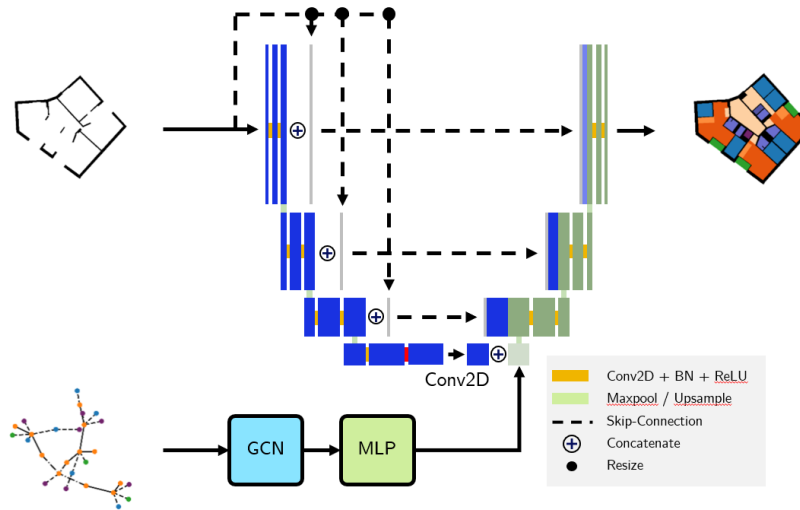 Conv2D
GCN
MLP
Conv2D + BN + ReLU
Maxpool / Upsample
Skip-Connection
Concatenate
Resize